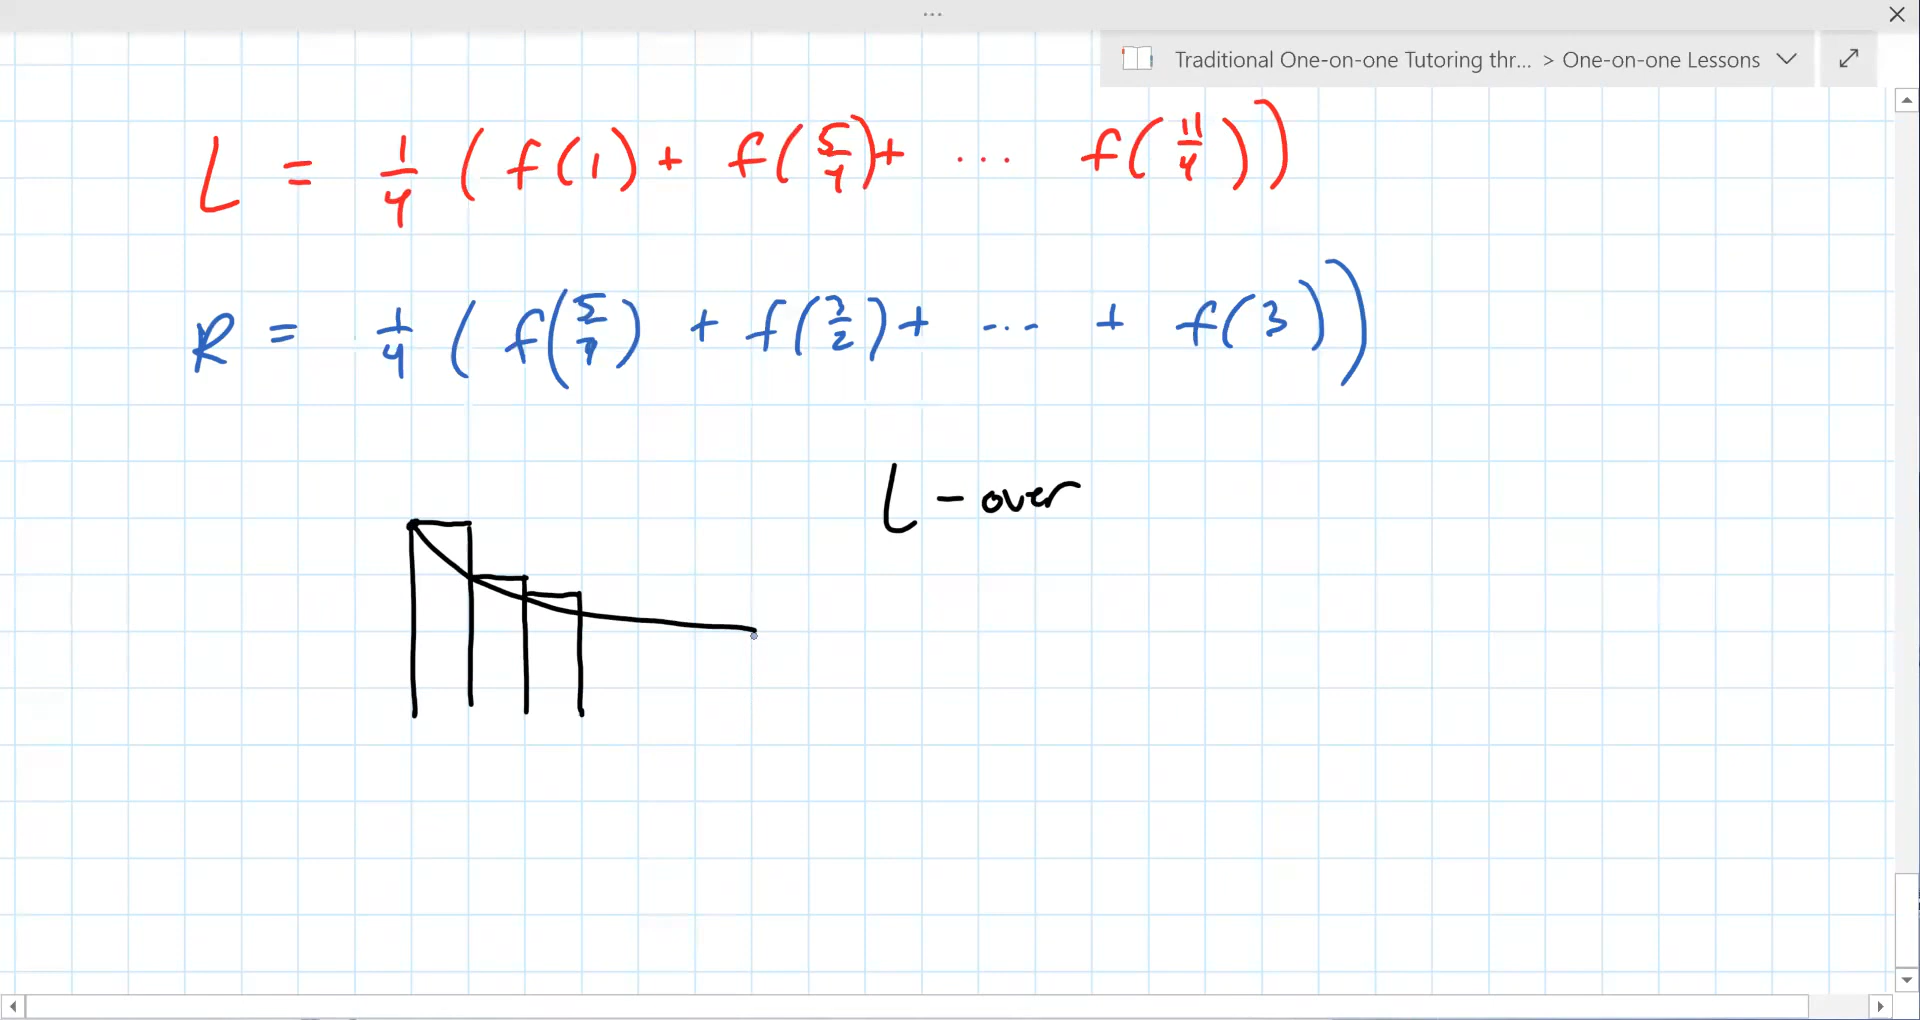 ...
Traditional One-on-one Tutoring thr... > One-on-one Lessons
L = 1/4 ( f(1) + f(5/4) + ... f(11/4) )
R = 1/4 ( f(5/4) + f(3/2) + ... + f(3) )
L - over